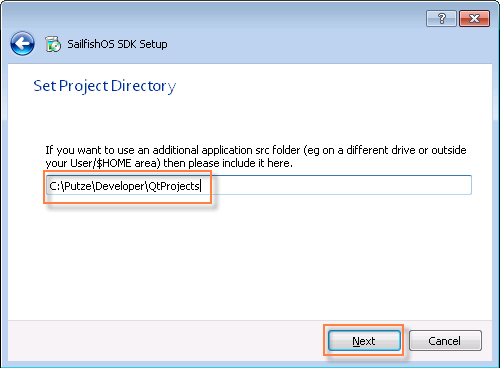 ?
SailfishOS SDK Setup
Set Project Directory
If you want to use an additional application src folder (eg on a different drive or outside
your User/$HOME area) then please include it here.
C:\Putze\Developer\QtProjects
Next
Cancel